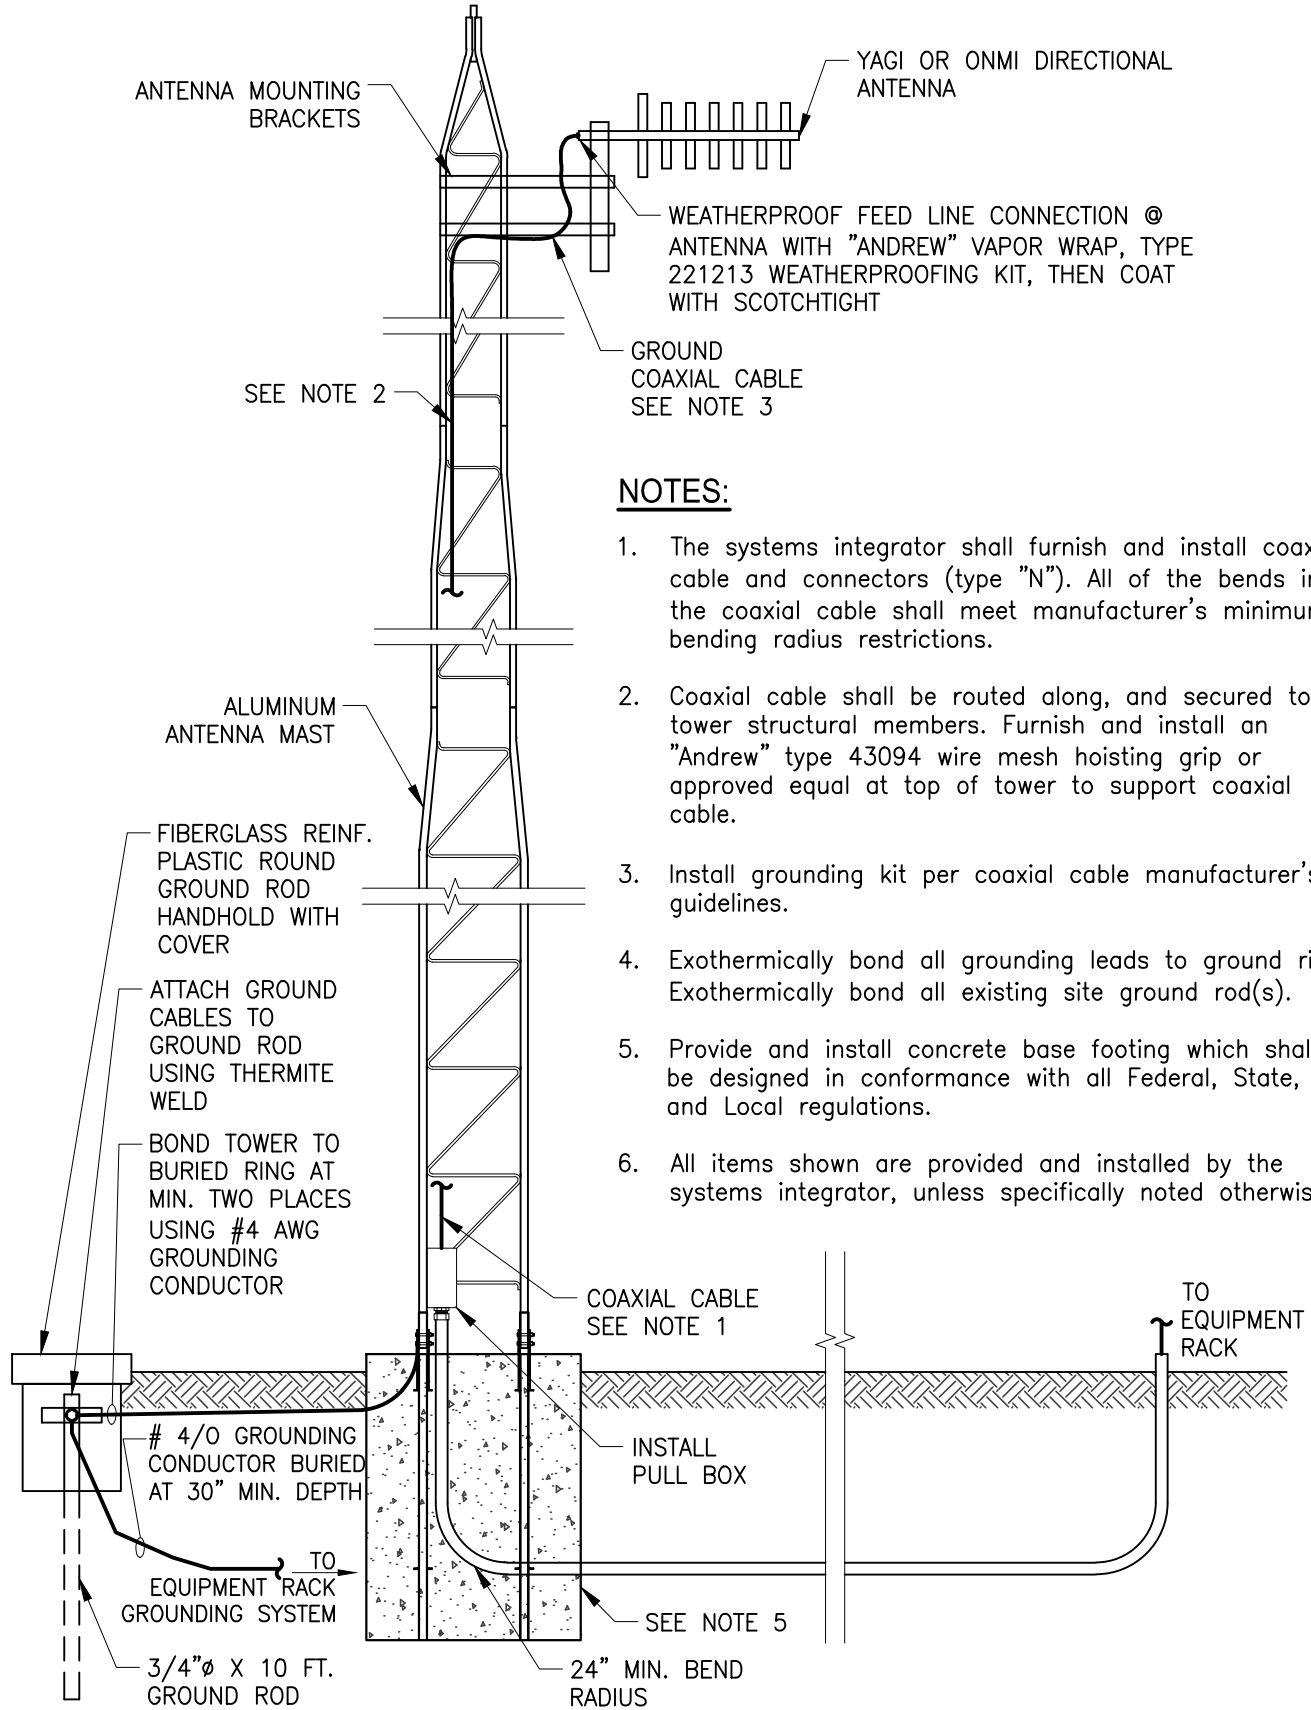 ANTENNA MOUNTING
BRACKETS
YAGI OR ONMI DIRECTIONAL
ANTENNA
WEATHERPROOF FEED LINE CONNECTION @
ANTENNA WITH "ANDREW" VAPOR WRAP, TYPE
221213 WEATHERPROOFING KIT, THEN COAT
WITH SCOTCHTIGHT
GROUND
COAXIAL CABLE
SEE NOTE 3
SEE NOTE 2
NOTES:
1. The systems integrator shall furnish and install coax
cable and connectors (type "N"). All of the bends in
the coaxial cable shall meet manufacturer's minimu
bending radius restrictions.
2. Coaxial cable shall be routed along, and secured to
tower structural members. Furnish and install an
"Andrew" type 43094 wire mesh hoisting grip or
approved equal at top of tower to support coaxial
cable.
3. Install grounding kit per coaxial cable manufacturer's
guidelines.
4. Exothermically bond all grounding leads to ground ri
Exothermically bond all existing site ground rod(s).
5. Provide and install concrete base footing which shal
be designed in conformance with all Federal, State,
and Local regulations.
6. All items shown are provided and installed by the
systems integrator, unless specifically noted otherwis
ALUMINUM
ANTENNA MAST
FIBERGLASS REINF.
PLASTIC ROUND
GROUND ROD
HANDHOLD WITH
COVER
ATTACH GROUND
CABLES TO
GROUND ROD
USING THERMITE
WELD
BOND TOWER TO
BURIED RING AT
MIN. TWO PLACES
USING #4 AWG
GROUNDING
CONDUCTOR
COAXIAL CABLE
SEE NOTE 1
TO
EQUIPMENT
RACK
# 4/0 GROUNDING
CONDUCTOR BURIED
AT 30" MIN. DEPTH
INSTALL
PULL BOX
TO
EQUIPMENT RACK
GROUNDING SYSTEM
SEE NOTE 5
3/4"ø X 10 FT.
GROUND ROD
24" MIN. BEND
RADIUS